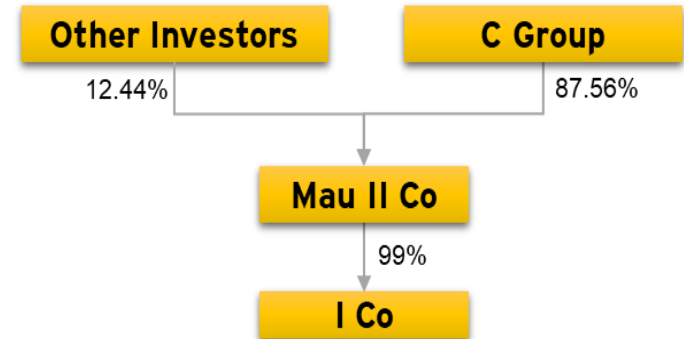 Other Investors
C Group
12.44%
87.56%
Mau II Co
99%
I Co